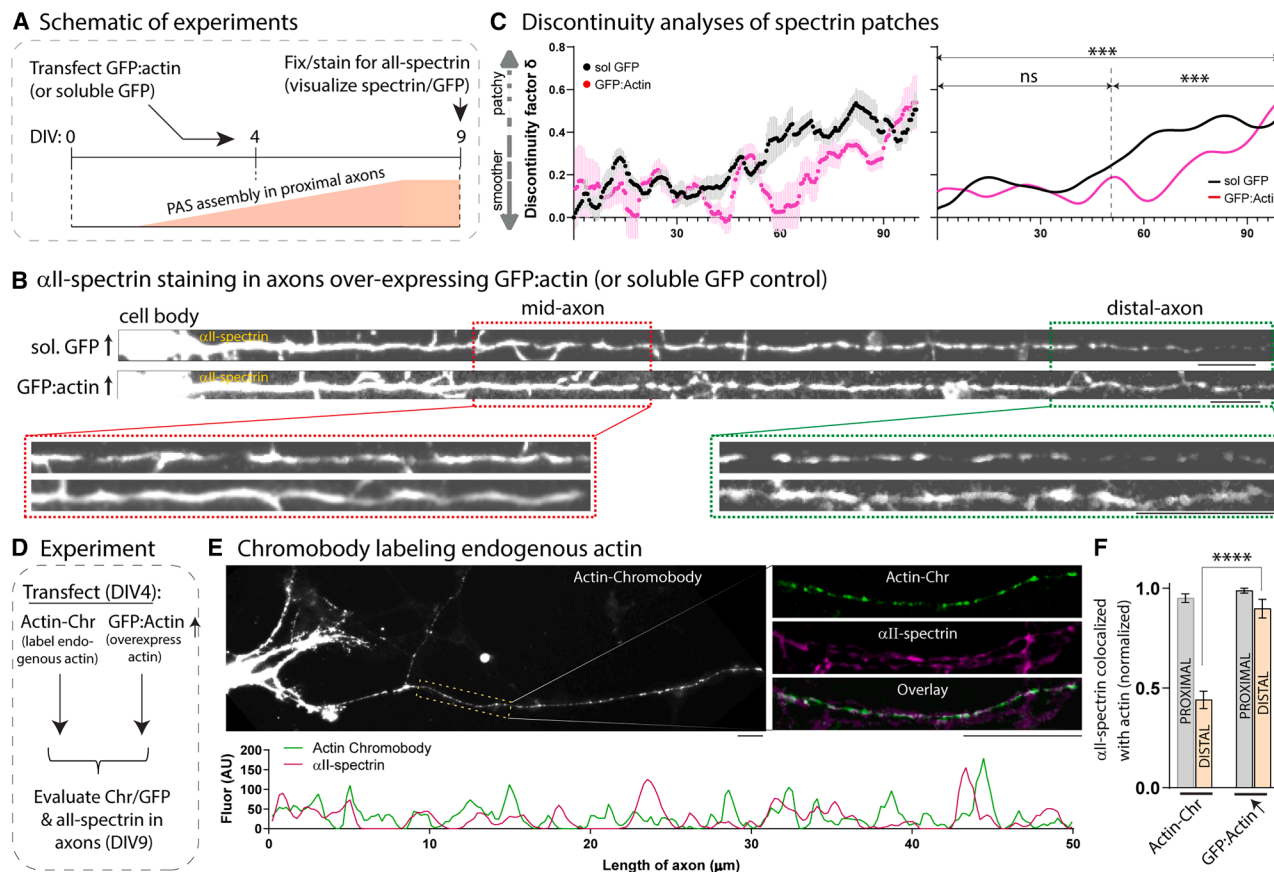 A Schematic of experiments
Transfect GFP:actin
(or soluble GFP)
Fix/stain for αII-spectrin
(visualize spectrin/GFP)
DIV: 0
4
9
PAS assembly in proximal axons
C Discontinuity analyses of spectrin patches
patchy
smoother
Discontinuity factor δ
0.8
0.6
0.4
0.2
0.0
sol GFP
GFP:Actin
30
60
90
***
ns
***
sol GFP
GFP:Acti
30
60
90
B αII-spectrin staining in axons over-expressing GFP:actin (or soluble GFP control)
cell body
mid-axon
distal-axon
sol. GFP
αII-spectrin
GFP:actin
αII-spectrin
D Experiment
Transfect (DIV4):
Actin-Chr GFP:Actin
(label endo-
genous actin)
(overexpress
actin)
Evaluate Chr/GFP
& αII-spectrin in
axons (DIV9)
E Chromobody labeling endogenous actin
Actin-Chromobody
Actin-Chr
αII-spectrin
Overlay
Actin Chromobody
αII-spectrin
Fluor (AU)
200
150
100
50
0
0 10 20 30 40 50
Length of axon (μm)
F
****
αII-spectrin colocalized
with actin (normalized)
1.0
0.5
0.0
PROXIMAL
DISTAL
PROXIMAL
DISTAL
Actin-Chr
GFP:Actin